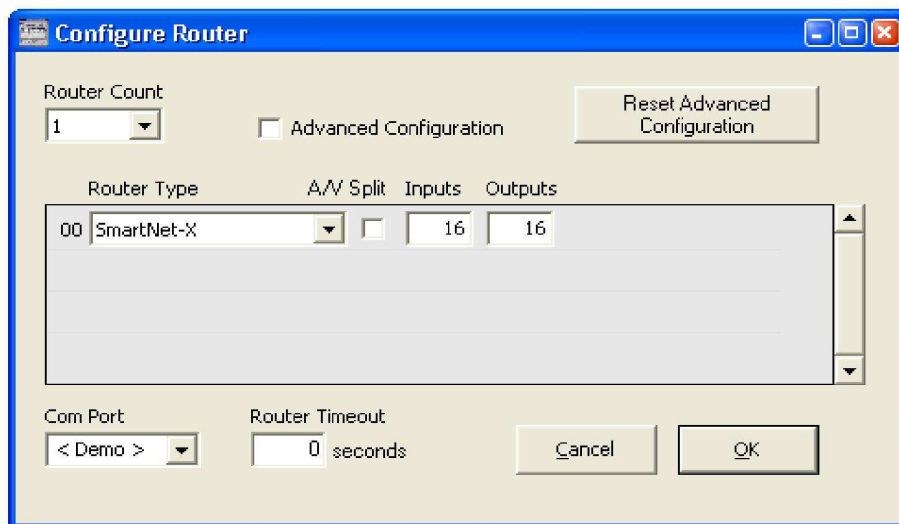 Configure Router
Router Count
1
Advanced Configuration
Reset Advanced
Configuration
Router Type A/V Split Inputs Outputs
00 SmartNet-X 16 16
Com Port
< Demo >
Router Timeout
0 seconds
Cancel
OK